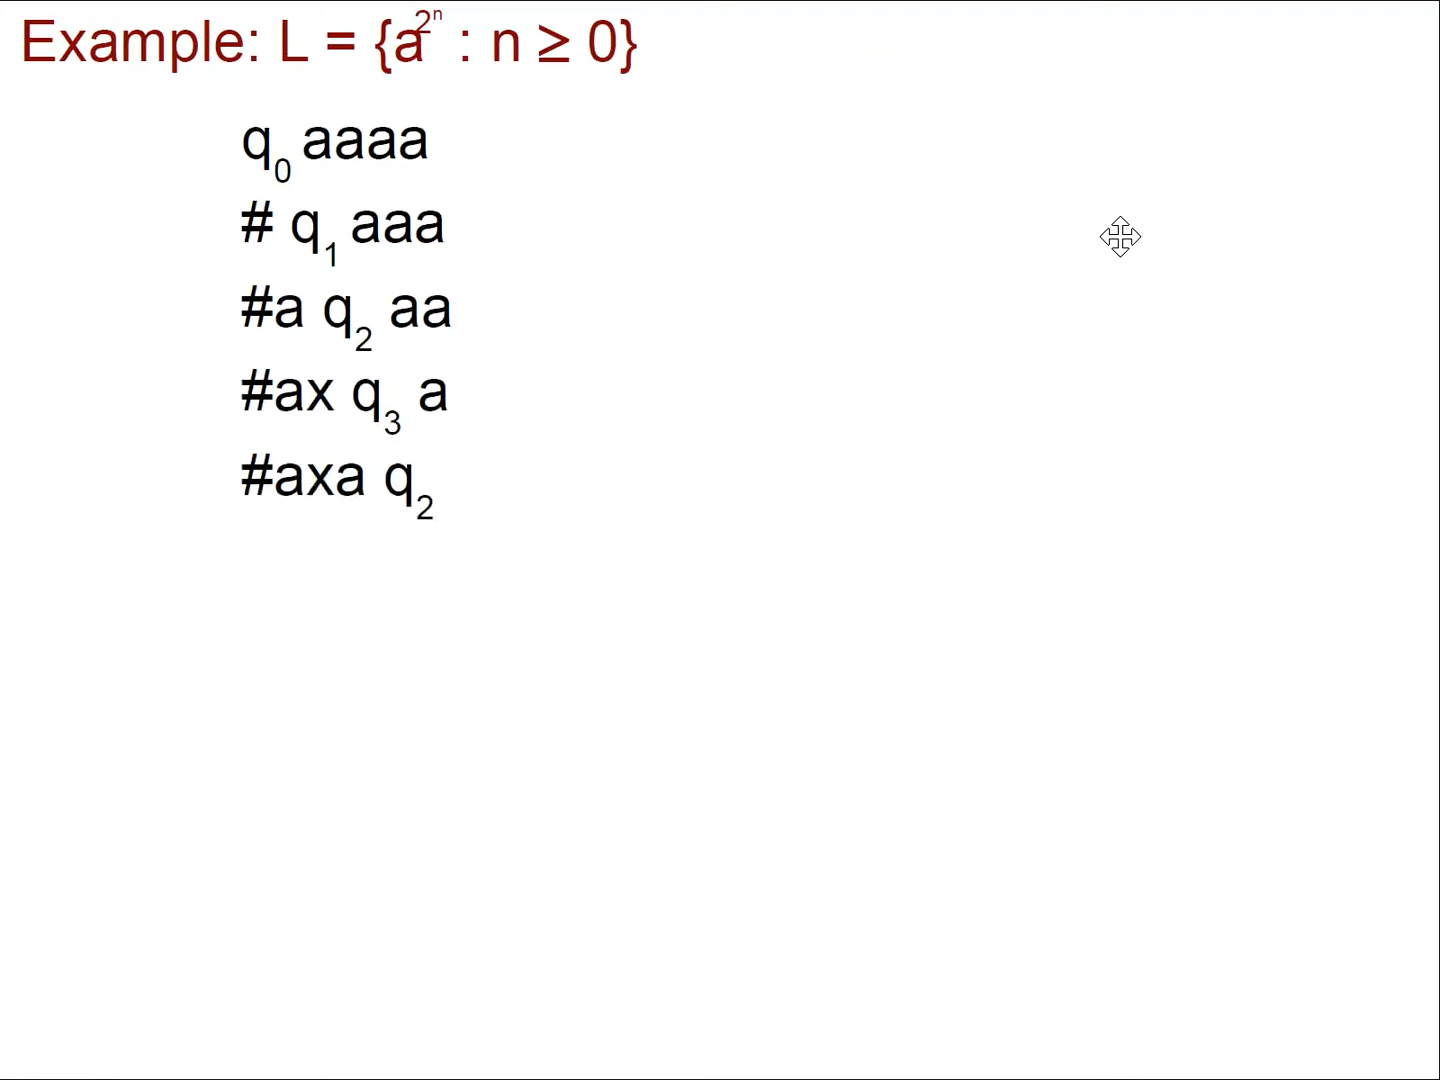 Example: L = {a^2^n : n ≥ 0}
q₀ aaaa
# q₁ aaa
#a q₂ aa
#ax q₃ a
#axa q₂